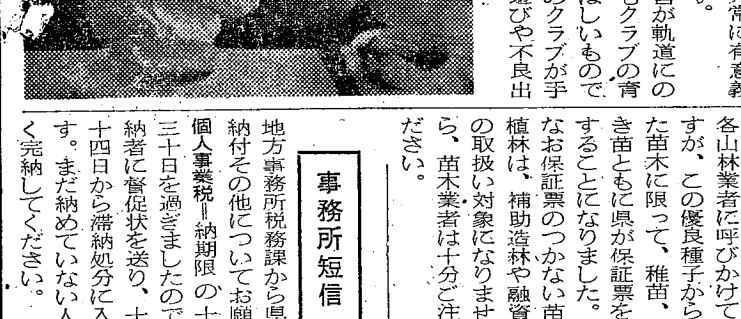 常に有意義
。
習が軌道にの
もクラブの育
ほしいもので
のクラブが手
遊びや不良出
各山林業者に呼びかけて
すが、この優良種子から
た苗木に限って、稚苗、
き苗ともに県が保証票を
することになりました。
なお保証票のつかない苗
植林は、補助造林や融資
の取扱い対象になりませ
ら、苗木業者は十分ご注
ださい。
事務所短信
地方事務所税務課から県
納付その他についてお願
個人事業税＝納期限の十
三十日を過ぎましたので
納者に督促状を送り、十
十四日から滞納処分に入
す。まだ納めていない人
く完納してください。